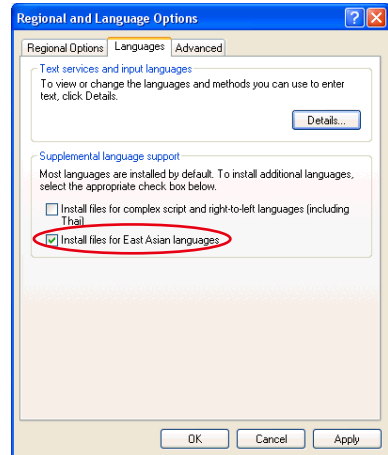 Regional and Language Options
Regional Options Languages Advanced
Text services and input languages
To view or change the languages and methods you can use to enter
text, click Details.
Details...
Supplemental language support
Most languages are installed by default. To install additional languages,
select the appropriate check box below.
Install files for complex script and right-to-left languages (including
Thai)
Install files for East Asian languages
OK Cancel Apply